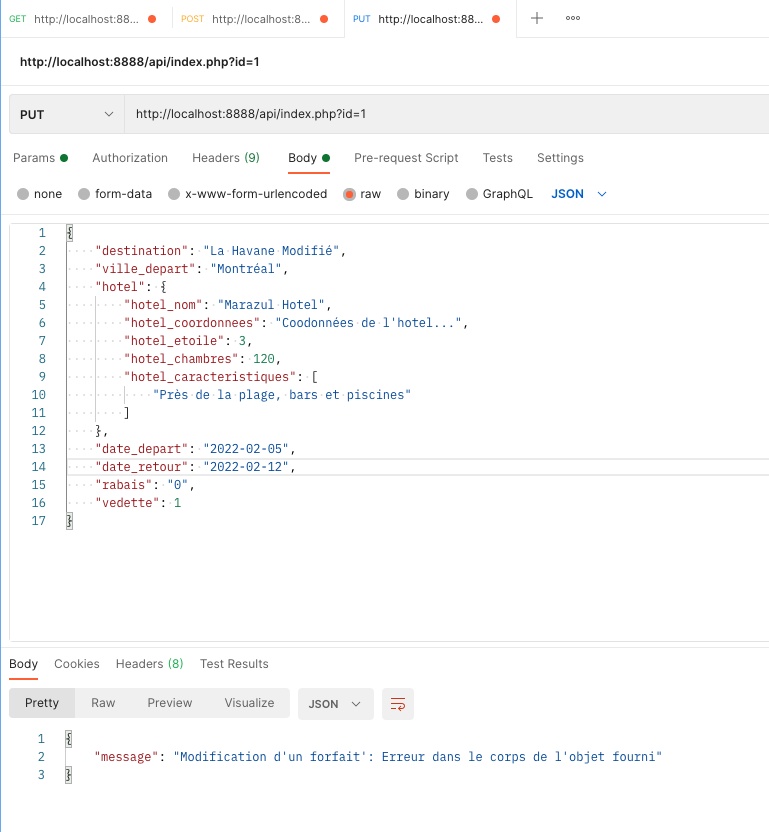 GET http://localhost:88... POST http://localhost:8... PUT http://localhost:88...
http://localhost:8888/api/index.php?id=1
PUT http://localhost:8888/api/index.php?id=1
Params Authorization Headers (9) Body Pre-request Script Tests Settings
none form-data x-www-form-urlencoded raw binary GraphQL JSON
1 {
2 "destination": "La Havane Modifié",
3 "ville_depart": "Montréal",
4 "hotel": {
5 "hotel_nom": "Marazul Hotel",
6 "hotel_coordonnees": "Coodonnées de l'hotel...",
7 "hotel_etoile": 3,
8 "hotel_chambres": 120,
9 "hotel_caracteristiques": [
10 "Près de la plage, bars et piscines"
11 ]
12 },
13 "date_depart": "2022-02-05",
14 "date_retour": "2022-02-12",
15 "rabais": "0",
16 "vedette": 1
17 }
Body Cookies Headers (8) Test Results
Pretty Raw Preview Visualize JSON
1 {
2 "message": "Modification d'un forfait': Erreur dans le corps de l'objet fourni"
3 }